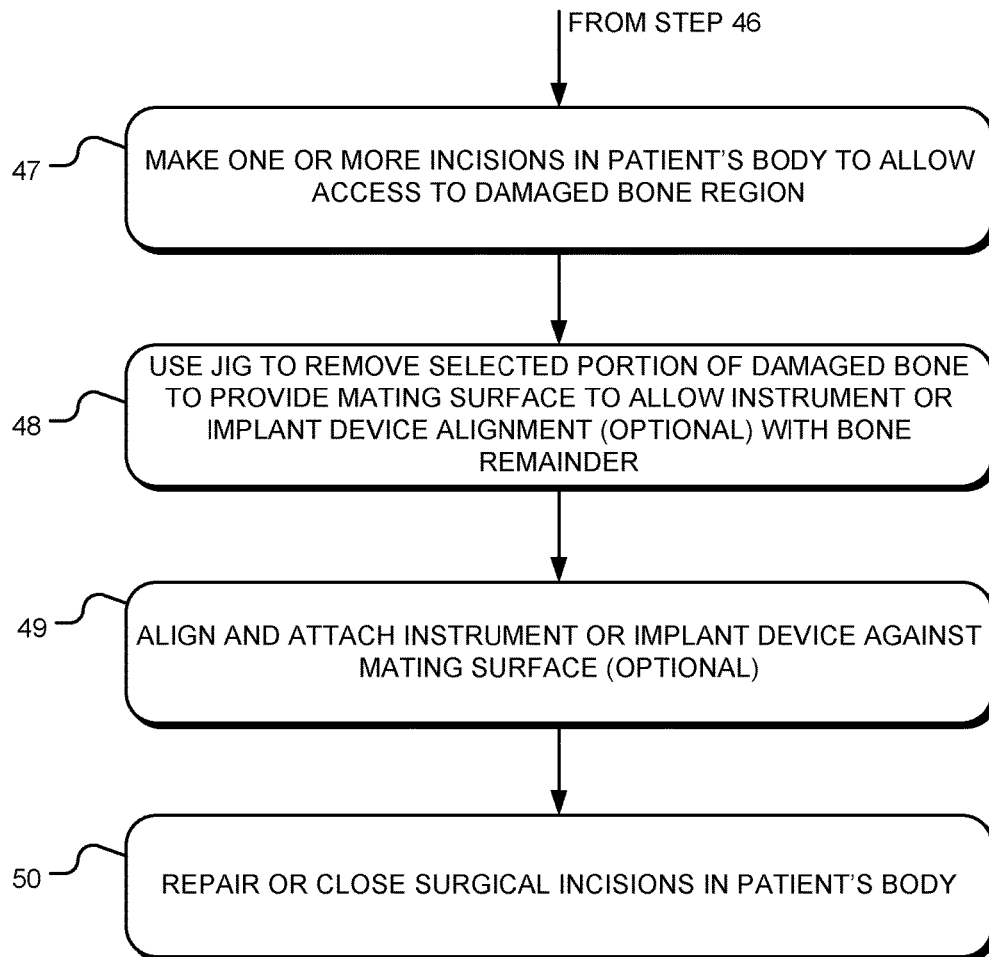 FROM STEP 46
47
MAKE ONE OR MORE INCISIONS IN PATIENT'S BODY TO ALLOW
ACCESS TO DAMAGED BONE REGION
48
USE JIG TO REMOVE SELECTED PORTION OF DAMAGED BONE
TO PROVIDE MATING SURFACE TO ALLOW INSTRUMENT OR
IMPLANT DEVICE ALIGNMENT (OPTIONAL) WITH BONE
REMAINDER
49
ALIGN AND ATTACH INSTRUMENT OR IMPLANT DEVICE AGAINST
MATING SURFACE (OPTIONAL)
50
REPAIR OR CLOSE SURGICAL INCISIONS IN PATIENT'S BODY